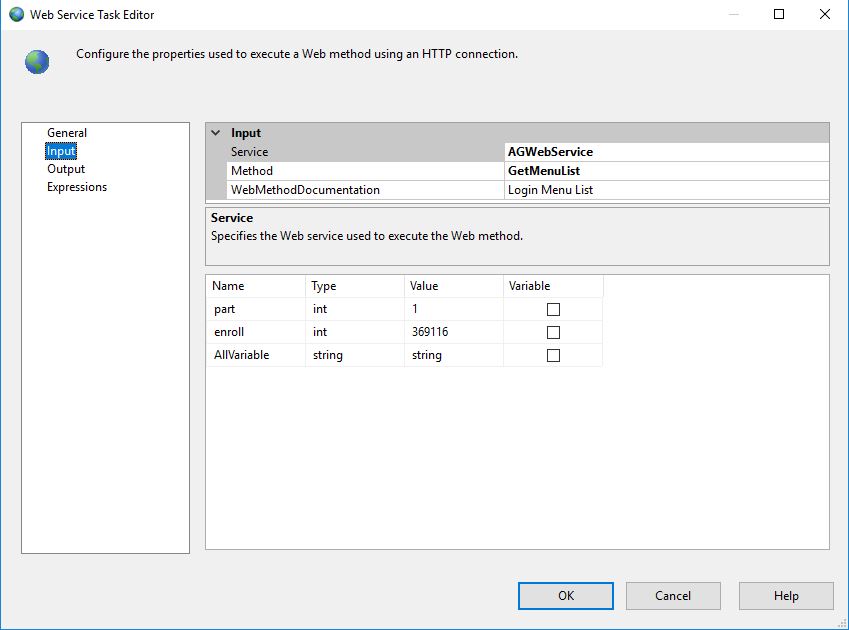 Web Service Task Editor
Configure the properties used to execute a Web method using an HTTP connection.
General
Input
Output
Expressions
Input
Service AGWebService
Method GetMenuList
WebMethodDocumentation Login Menu List
Service
Specifies the Web service used to execute the Web method.
Name Type Value Variable
part int 1
enroll int 369116
AllVariable string string
OK Cancel Help